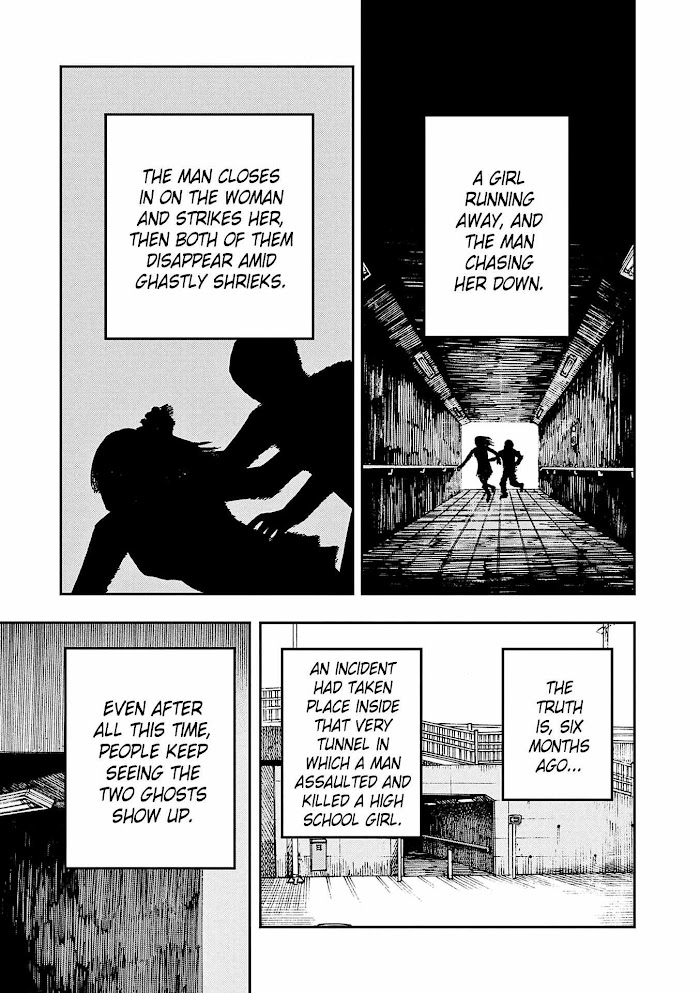 A GIRL
RUNNING
AWAY, AND
THE MAN
CHASING
HER DOWN.
THE MAN CLOSES
IN ON THE WOMAN
AND STRIKES HER,
THEN BOTH OF THEM
DISAPPEAR AMID
GHASTLY SHRIEKS.
THE
TRUTH
IS, SIX
MONTHS
AGO...
AN INCIDENT
HAD TAKEN
PLACE INSIDE
THAT VERY
TUNNEL IN
WHICH A MAN
ASSAULTED AND
KILLED A HIGH
SCHOOL GIRL.
EVEN AFTER
ALL THIS TIME,
PEOPLE KEEP
SEEING THE
TWO GHOSTS
SHOW UP.